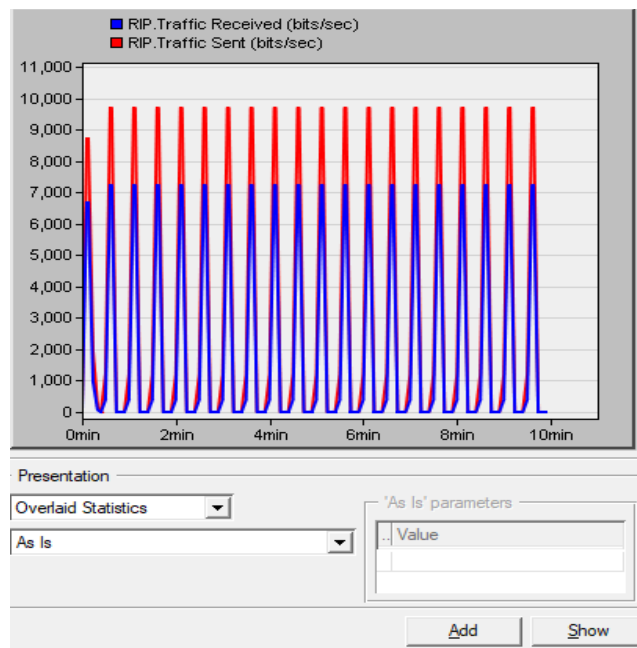 RIP.Traffic Received (bits/sec)
RIP.Traffic Sent (bits/sec)
11,000
10,000
9,000
8,000
7,000
6,000
5,000
4,000
3,000
2,000
1,000
0
0min 2min 4min 6min 8min 10min
Presentation
Overlaid Statistics
As Is
'As Is' parameters
.. Value
Add Show